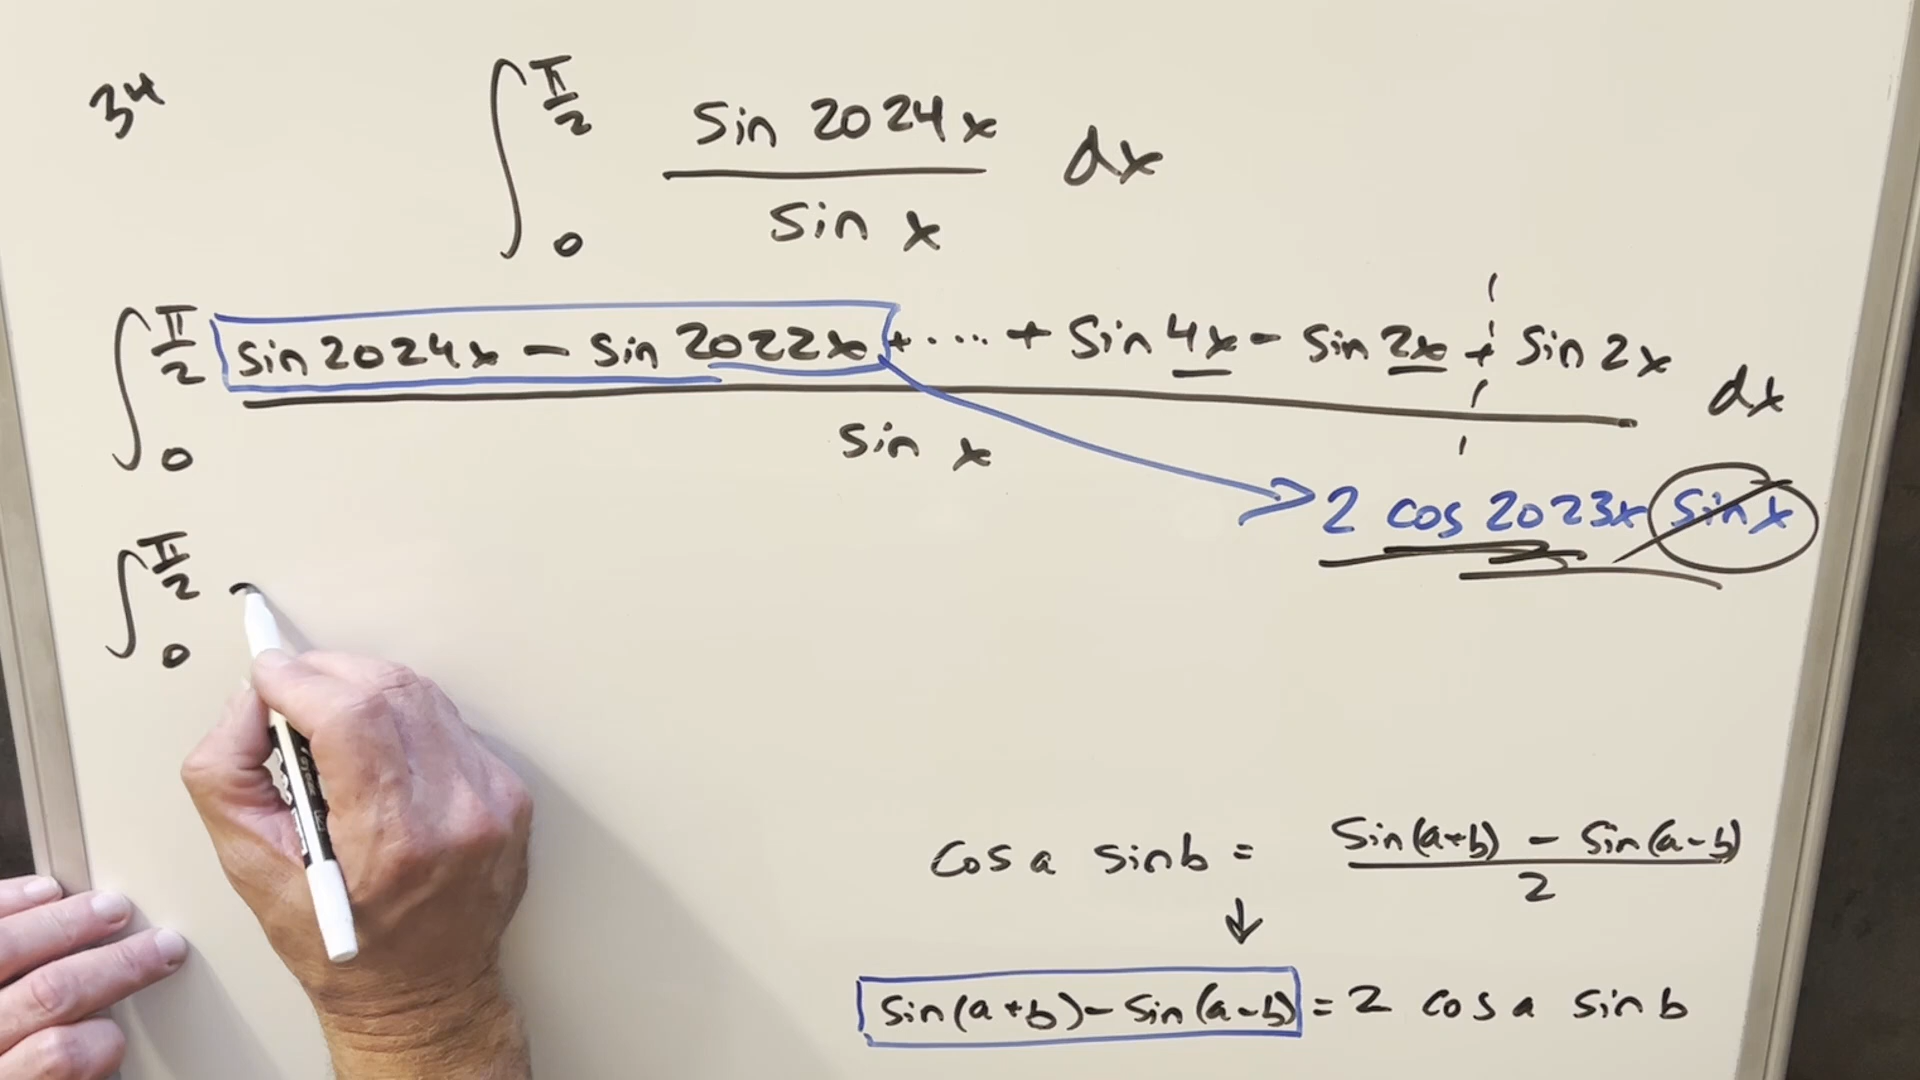 34
∫₀^(π/2) sin 2024x / sin x dx
∫₀^(π/2) (sin 2024x − sin 2022x + ···· + sin 4x − sin 2x + sin 2x) / sin x dx
2 cos 2023x sin x
∫₀^(π/2)
cos a sin b = (sin(a+b) − sin(a−b)) / 2
↓
sin(a+b) − sin(a−b) = 2 cos a sin b